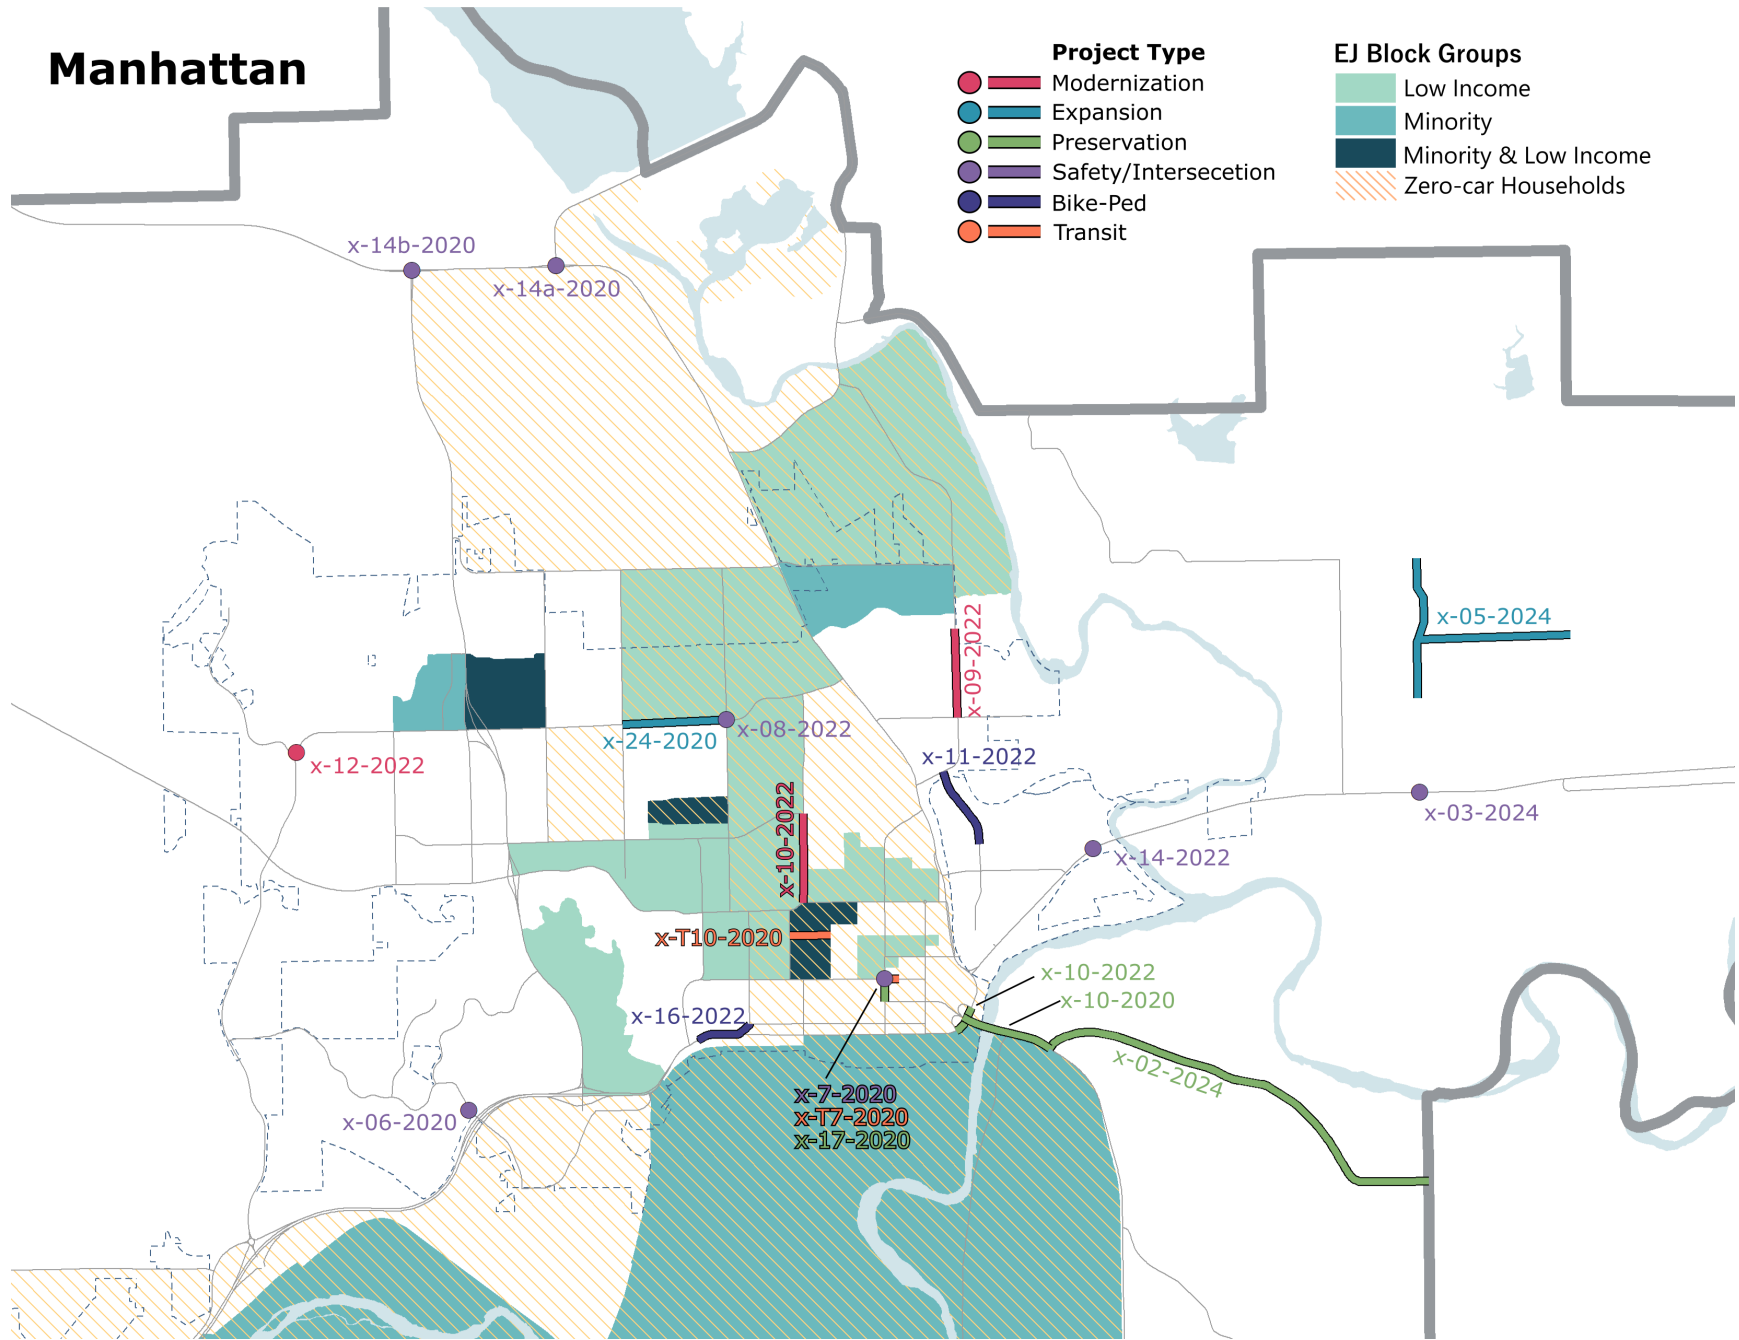 Manhattan
Project Type
Modernization
Expansion
Preservation
Safety/Intersecetion
Bike-Ped
Transit
EJ Block Groups
Low Income
Minority
Minority & Low Income
Zero-car Households
x-14b-2020
x-14a-2020
x-05-2024
x-09-2022
x-24-2020
x-08-2022
x-12-2022
x-11-2022
x-10-2022
x-03-2024
x-14-2022
x-T10-2020
x-10-2022
x-10-2020
x-16-2022
x-02-2024
x-7-2020
x-T7-2020
x-17-2020
x-06-2020